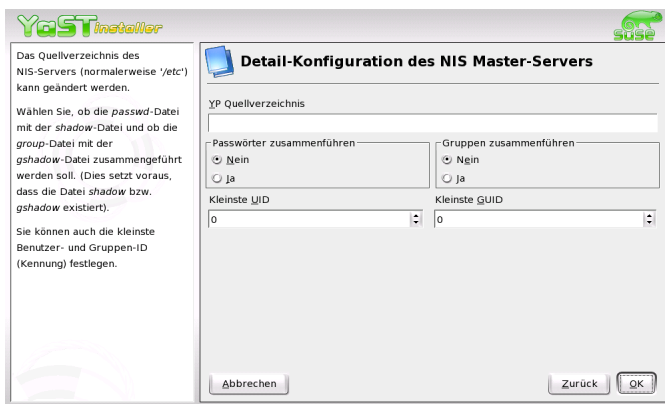 YaST Installer
SuSE
Das Quellverzeichnis des
NIS-Servers (normalerweise '/etc')
kann geändert werden.
Wählen Sie, ob die passwd-Datei
mit der shadow-Datei und ob die
group-Datei mit der
gshadow-Datei zusammengeführt
werden soll. (Dies setzt voraus,
dass die Datei shadow bzw.
gshadow existiert).
Sie können auch die kleinste
Benutzer- und Gruppen-ID
(Kennung) festlegen.
Detail-Konfiguration des NIS Master-Servers
YP Quellverzeichnis
Passwörter zusammenführen
Nein
Ja
Gruppen zusammenführen
Nein
Ja
Kleinste UID
0
Kleinste GUID
0
Abbrechen
Zurück
OK